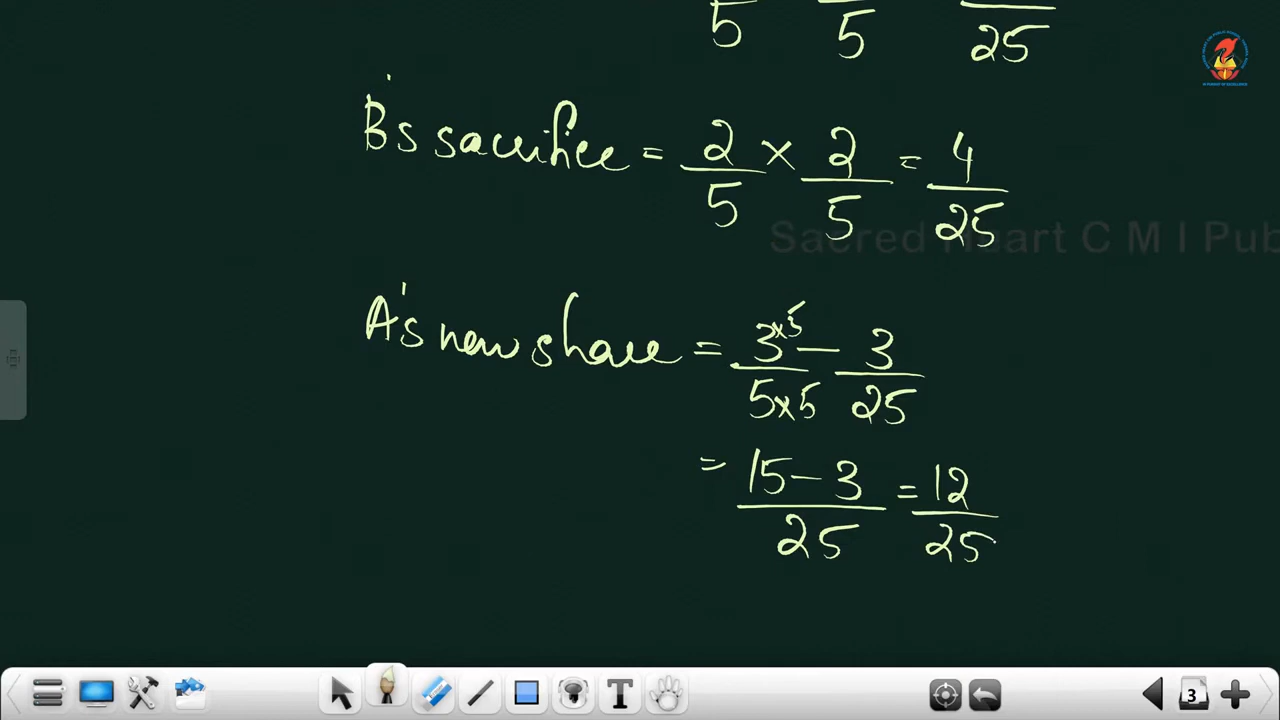 5 5 25
B's sacrifice = 2/5 × 2/5 = 4/25
Sacred Heart C M I Pub
A's new share = 3×5/5×5 − 3/25
= 15 − 3/25 = 12/25
T
3